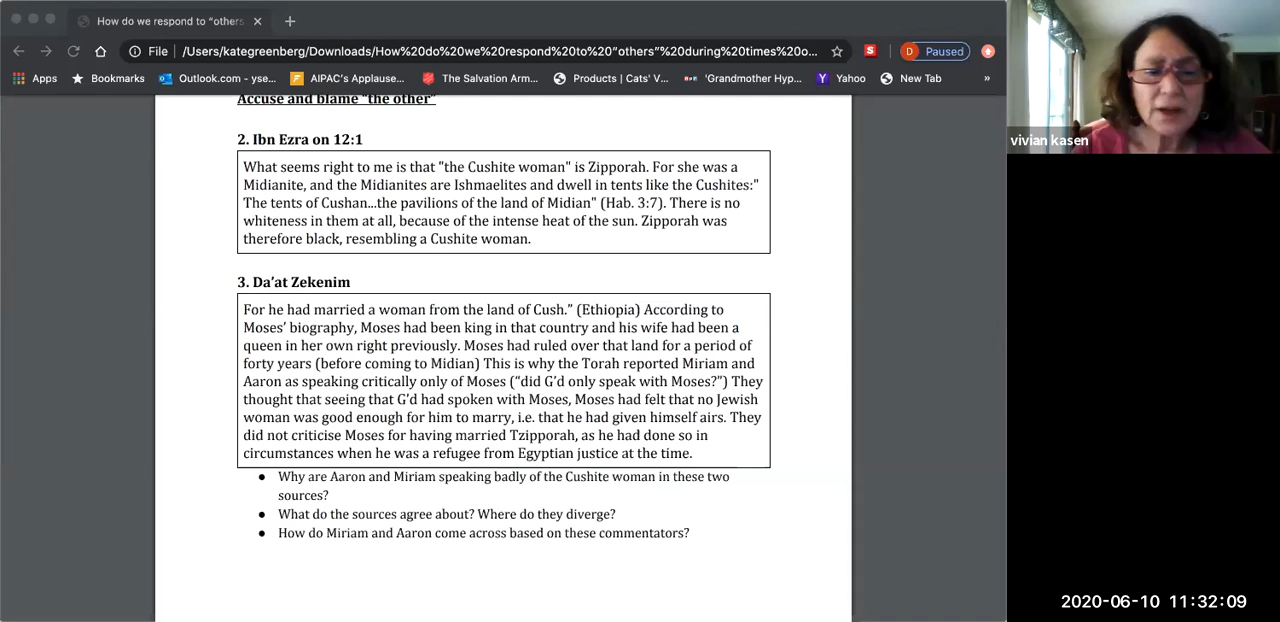 How do we respond to "others
File
/Users/kategreenberg/Downloads/How%20do%20we%20respond%20to%20"others"%20during%20times%20o...
S
D Paused
Apps
Bookmarks
Outlook.com - yse...
AIPAC's Applause...
The Salvation Arm...
Products | Cats' V...
'Grandmother Hyp...
Yahoo
New Tab
»
Accuse and blame "the other"
2. Ibn Ezra on 12:1
What seems right to me is that "the Cushite woman" is Zipporah. For she was a
Midianite, and the Midianites are Ishmaelites and dwell in tents like the Cushites:"
The tents of Cushan...the pavilions of the land of Midian" (Hab. 3:7). There is no
whiteness in them at all, because of the intense heat of the sun. Zipporah was
therefore black, resembling a Cushite woman.
3. Da'at Zekenim
For he had married a woman from the land of Cush." (Ethiopia) According to
Moses' biography, Moses had been king in that country and his wife had been a
queen in her own right previously. Moses had ruled over that land for a period of
forty years (before coming to Midian) This is why the Torah reported Miriam and
Aaron as speaking critically only of Moses ("did G'd only speak with Moses?") They
thought that seeing that G'd had spoken with Moses, Moses had felt that no Jewish
woman was good enough for him to marry, i.e. that he had given himself airs. They
did not criticise Moses for having married Tzipporah, as he had done so in
circumstances when he was a refugee from Egyptian justice at the time.
● Why are Aaron and Miriam speaking badly of the Cushite woman in these two
sources?
● What do the sources agree about? Where do they diverge?
● How do Miriam and Aaron come across based on these commentators?
vivian kasen
2020-06-10 11:32:09